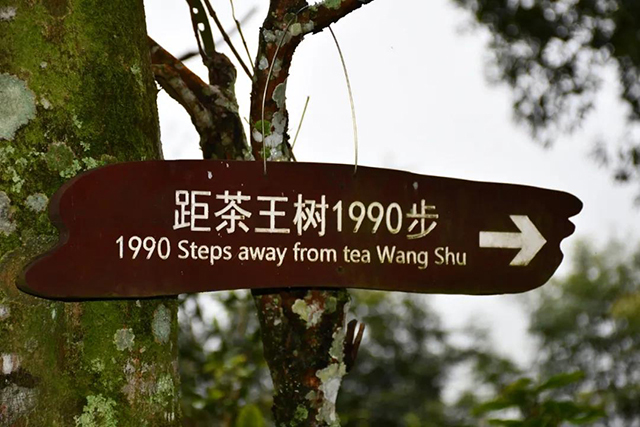 距茶王树1990步
1990 Steps away from tea Wang Shu